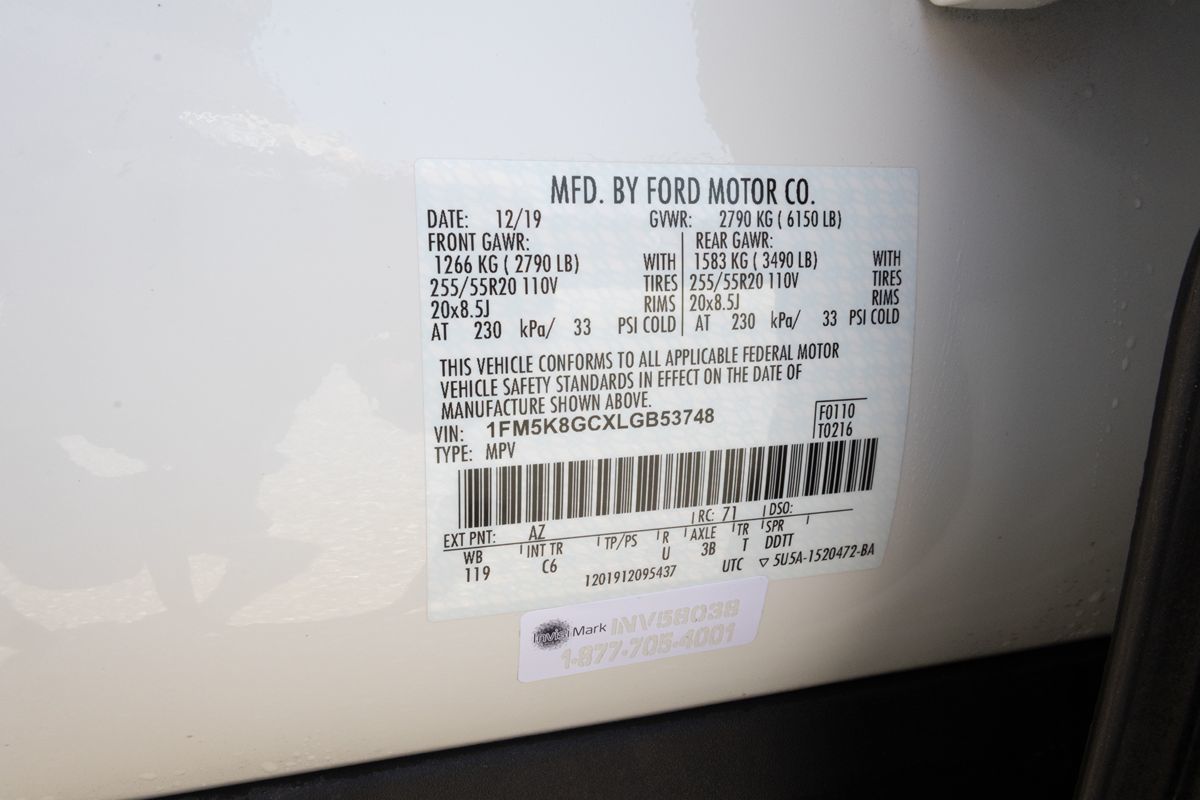 MFD. BY FORD MOTOR CO.
DATE: 12/19 GVWR: 2790 KG ( 6150 LB)
FRONT GAWR: REAR GAWR:
1266 KG ( 2790 LB) WITH 1583 KG ( 3490 LB) WITH
255/55R20 110V TIRES 255/55R20 110V TIRES
20x8.5J RIMS 20x8.5J RIMS
AT 230 kPa/ 33 PSI COLD AT 230 kPa/ 33 PSI COLD
THIS VEHICLE CONFORMS TO ALL APPLICABLE FEDERAL MOTOR
VEHICLE SAFETY STANDARDS IN EFFECT ON THE DATE OF
MANUFACTURE SHOWN ABOVE.
VIN: 1FM5K8GCXLGB53748 F0110
TYPE: MPV T0216
EXT PNT: AZ RC: 71 DSO:
WB INT TR TP/PS R AXLE TR SPR
119 C6 U 3B T DDTT
1201912095437 UTC ▽ 5U5A-1520472-BA
Invisi Mark INV58038
1-877-705-4001